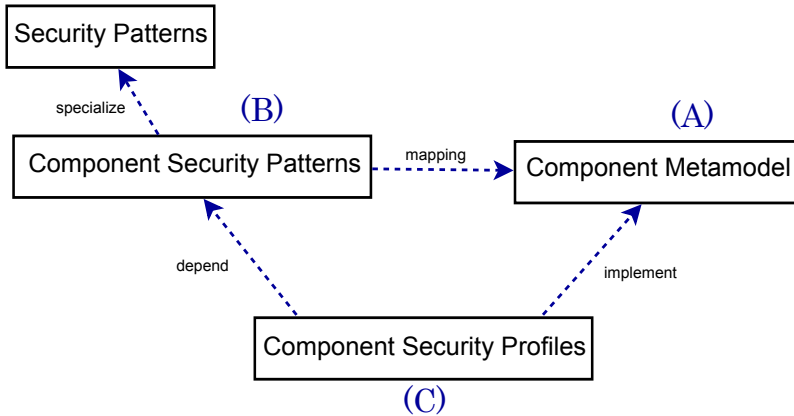 Security Patterns
specialize
(B)
(A)
Component Security Patterns
mapping
Component Metamodel
depend
implement
Component Security Profiles
(C)